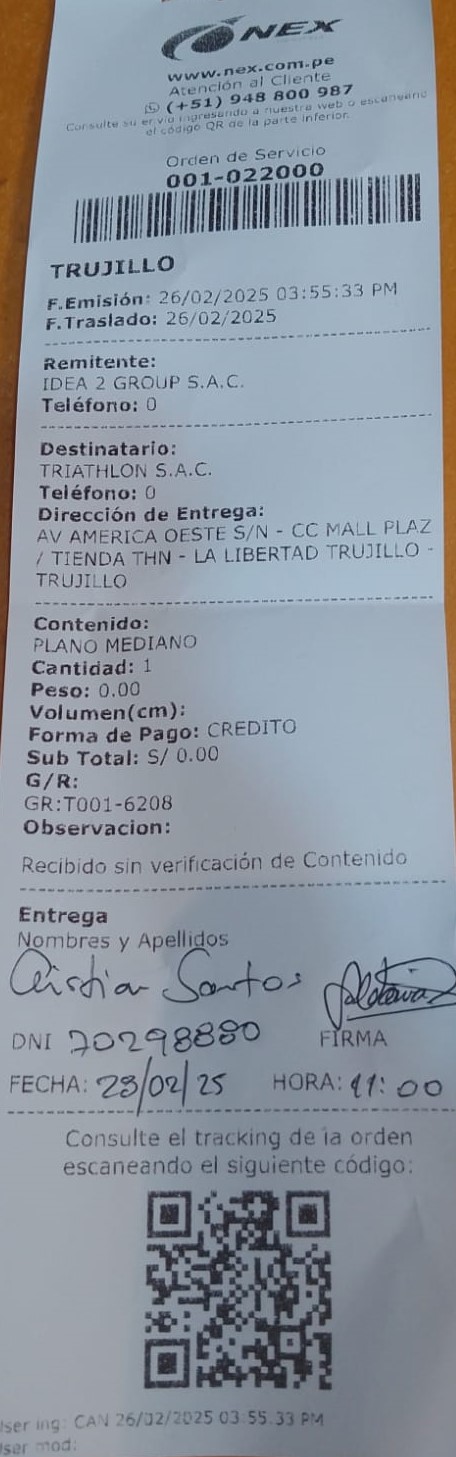 NEX
www.nex.com.pe
Atención al Cliente
(+51) 948 800 987
Consulte su envío ingresando a nuestra web o escaneand
el código QR de la parte inferior.
Orden de Servicio
001-022000
TRUJILLO
F.Emisión: 26/02/2025 03:55:33 PM
F.Traslado: 26/02/2025
Remitente:
IDEA 2 GROUP S.A.C.
Teléfono: 0
Destinatario:
TRIATHLON S.A.C.
Teléfono: 0
Dirección de Entrega:
AV AMERICA OESTE S/N - CC MALL PLAZ
/ TIENDA THN - LA LIBERTAD TRUJILLO -
TRUJILLO
Contenido:
PLANO MEDIANO
Cantidad: 1
Peso: 0.00
Volumen(cm):
Forma de Pago: CREDITO
Sub Total: S/ 0.00
G/R:
GR:T001-6208
Observacion:
Recibido sin verificación de Contenido
Entrega
Nombres y Apellidos
Cristian Santos
DNI 70298880 FIRMA
FECHA: 28/02/25 HORA: 11:00
Consulte el tracking de la orden
escaneando el siguiente código:
Jser ing: CAN 26/02/2025 03:55:33 PM
Jser mod: